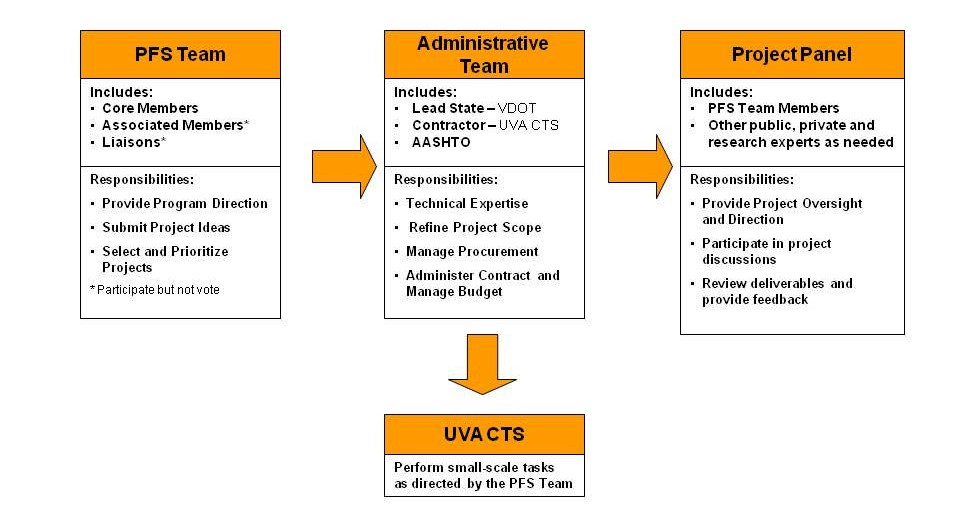 PFS Team
Includes:
▪ Core Members
▪ Associated Members*
▪ Liaisons*
Responsibilities:
▪ Provide Program Direction
▪ Submit Project Ideas
▪ Select and Prioritize
Projects
* Participate but not vote
Administrative
Team
Includes:
▪ Lead State – VDOT
▪ Contractor – UVA CTS
▪ AASHTO
Responsibilities:
▪ Technical Expertise
▪ Refine Project Scope
▪ Manage Procurement
▪ Administer Contract and
Manage Budget
Project Panel
Includes:
▪ PFS Team Members
▪ Other public, private and
research experts as needed
Responsibilities:
▪ Provide Project Oversight
and Direction
▪ Participate in project
discussions
▪ Review deliverables and
provide feedback
UVA CTS
Perform small-scale tasks
as directed by the PFS Team